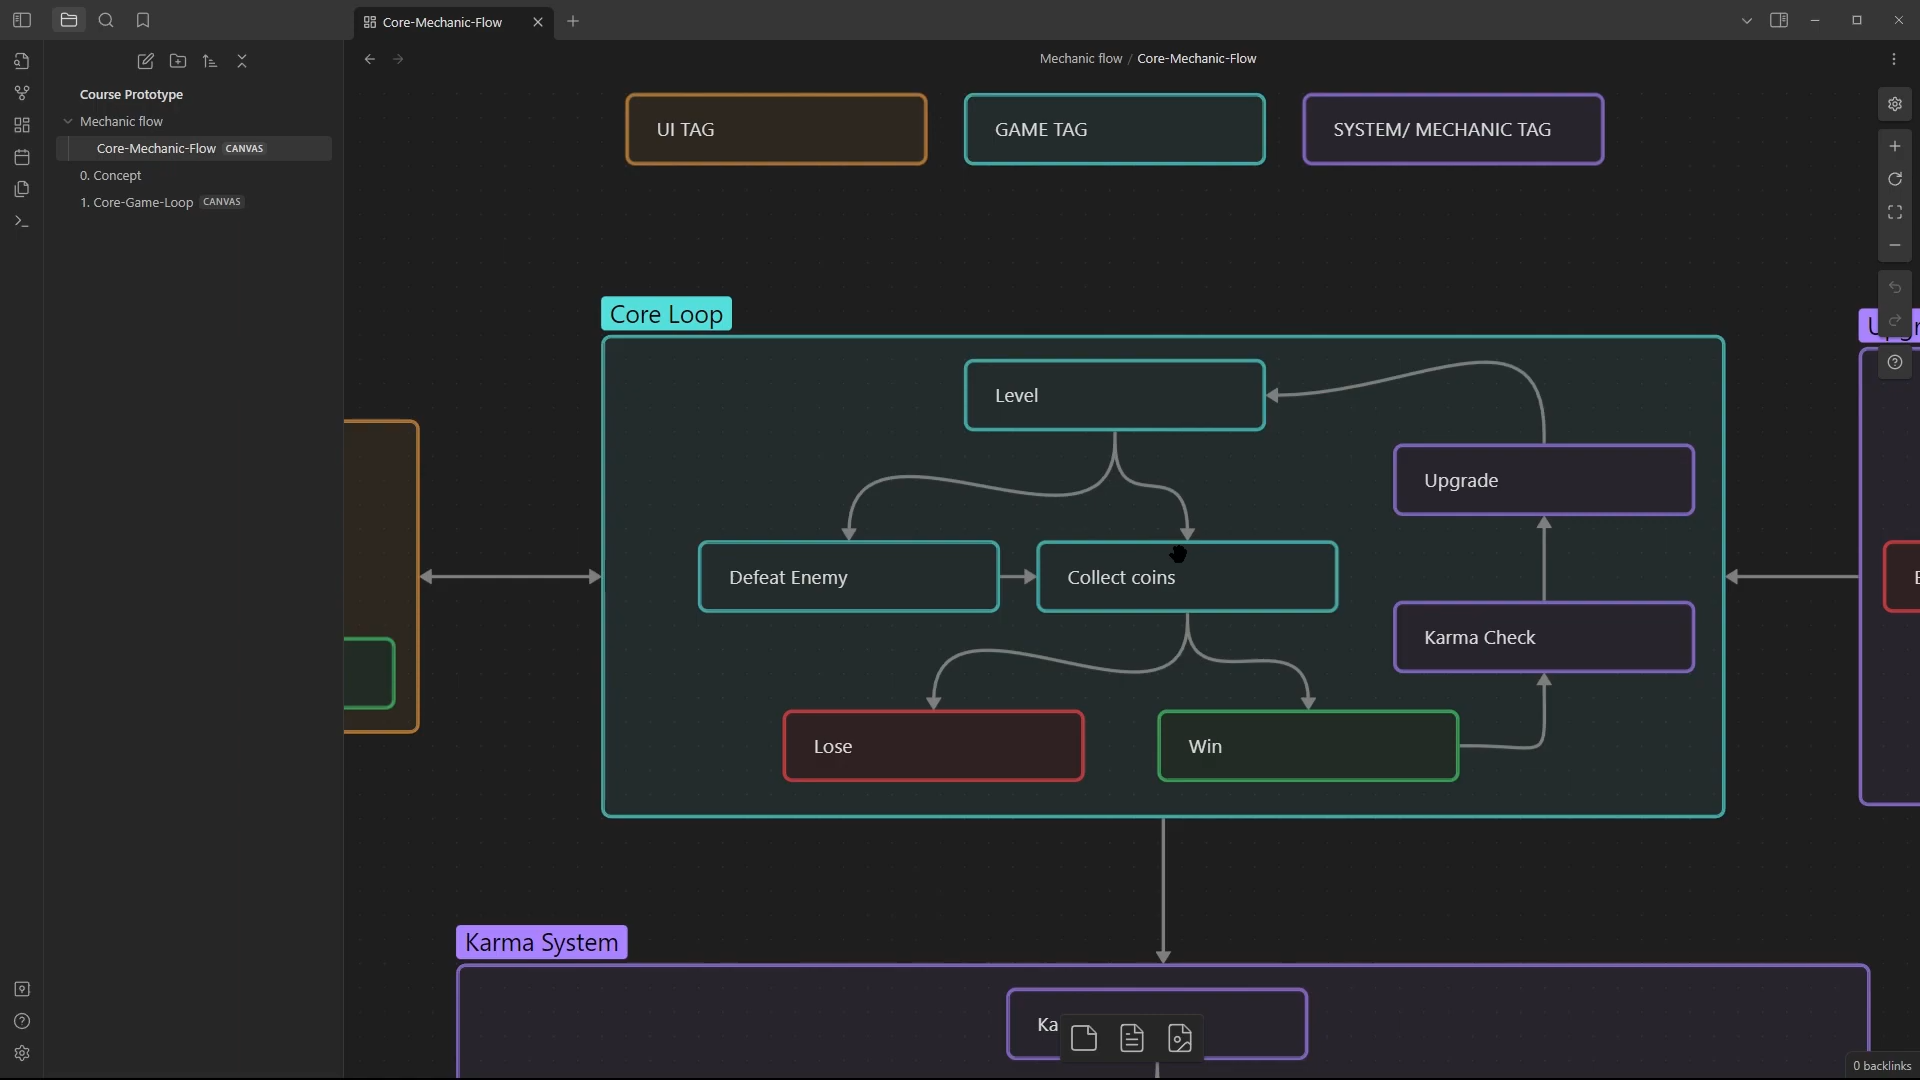 Core-Mechanic-Flow
Mechanic flow / Core-Mechanic-Flow
Course Prototype
Mechanic flow
Core-Mechanic-Flow CANVAS
0. Concept
1. Core-Game-Loop CANVAS
UI TAG
GAME TAG
SYSTEM/ MECHANIC TAG
Core Loop
Level
Upgrade
Defeat Enemy
Collect coins
Karma Check
Lose
Win
Karma System
Ka
0 backlinks